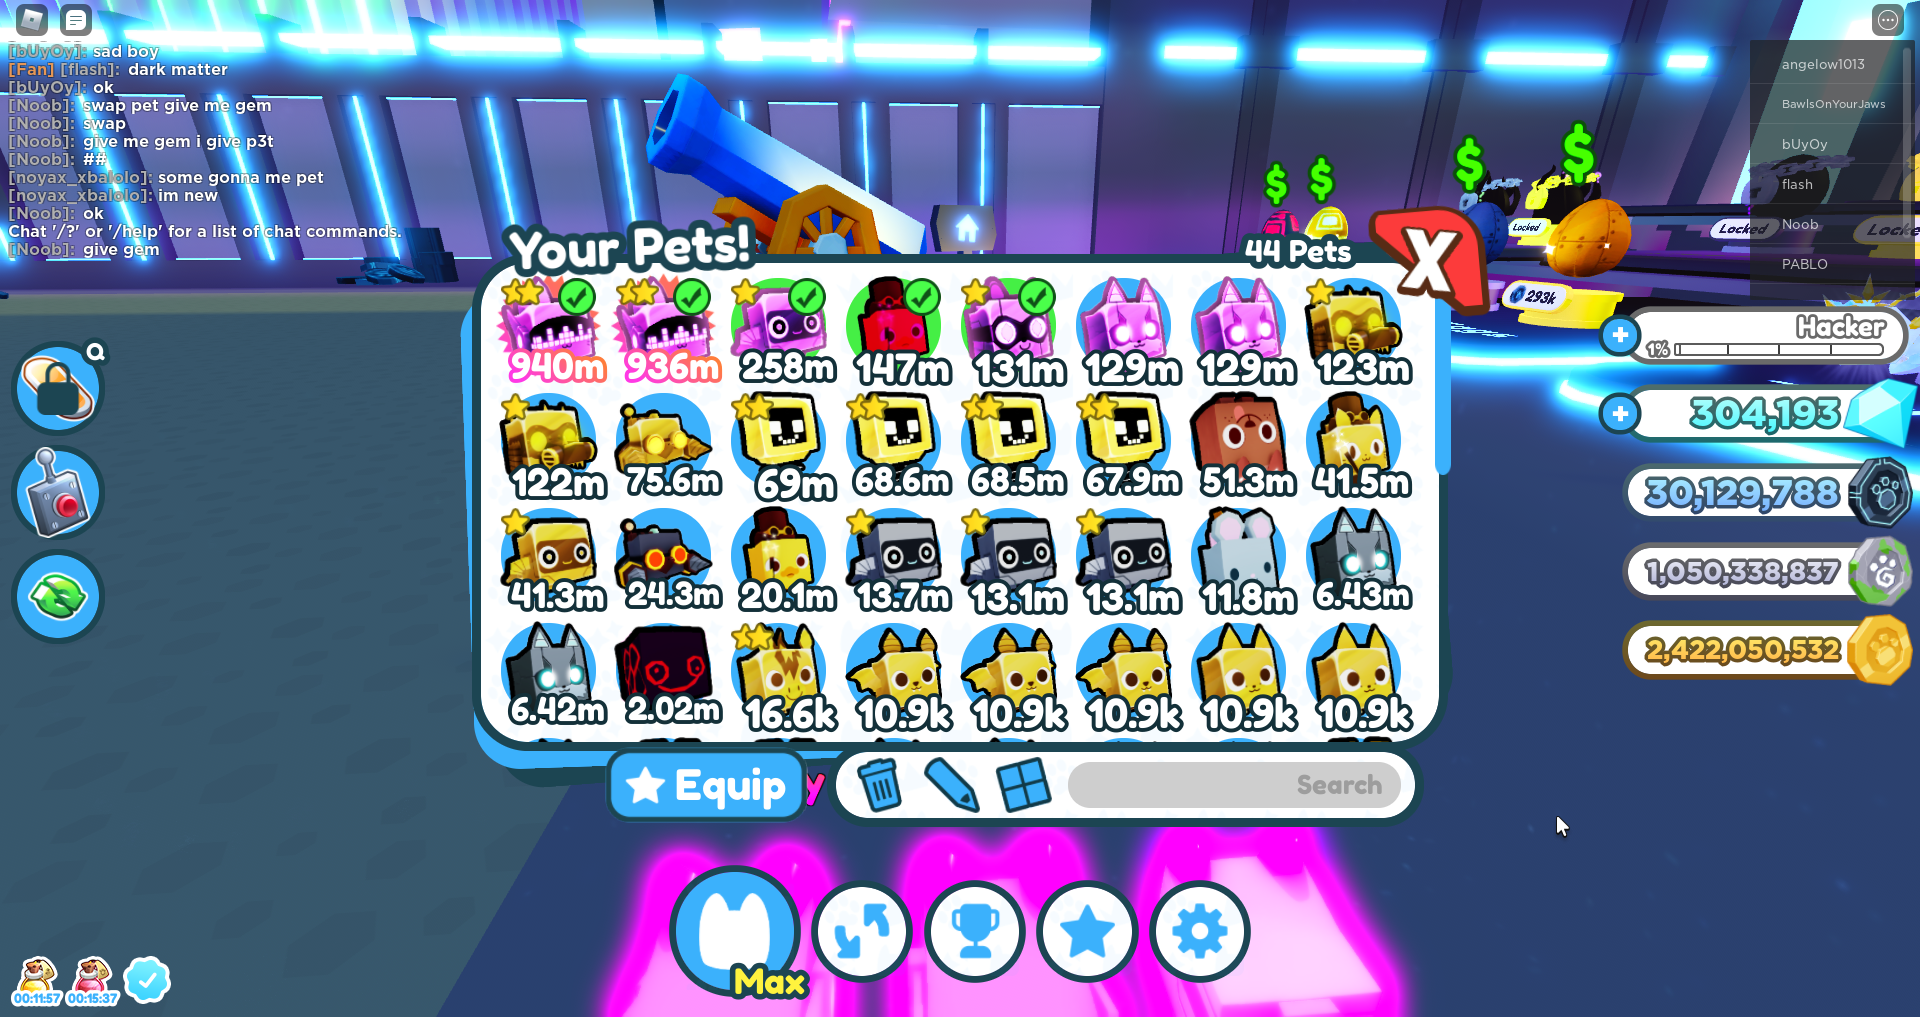 [bUyOy]: sad boy
[Fan] [flash]: dark matter
[bUyOy]: ok
[Noob]: swap pet give me gem
[Noob]: swap
[Noob]: give me gem i give p3t
[Noob]: ##
[noyax_xbalolo]: some gonna me pet
[noyax_xbalolo]: im new
[Noob]: ok
Chat '/?' or '/help' for a list of chat commands.
[Noob]: give gem
angelow1013
BawlsOnYourJaws
bUyOy
flash
Noob
PABLO
$ $ $ $
Locked
Locked
Locke
293k
Your Pets!
44 Pets
X
940m 936m 258m 147m 131m 129m 129m 123m
122m 75.6m 69m 68.6m 68.5m 67.9m 51.3m 41.5m
41.3m 24.3m 20.1m 13.7m 13.1m 13.1m 11.8m 6.43m
6.42m 2.02m 16.6k 10.9k 10.9k 10.9k 10.9k 10.9k
Hacker
1%
304,193
30,129,788
1,050,338,837
2,422,050,532
Equip
y
Search
Max
00:11:57 00:15:37